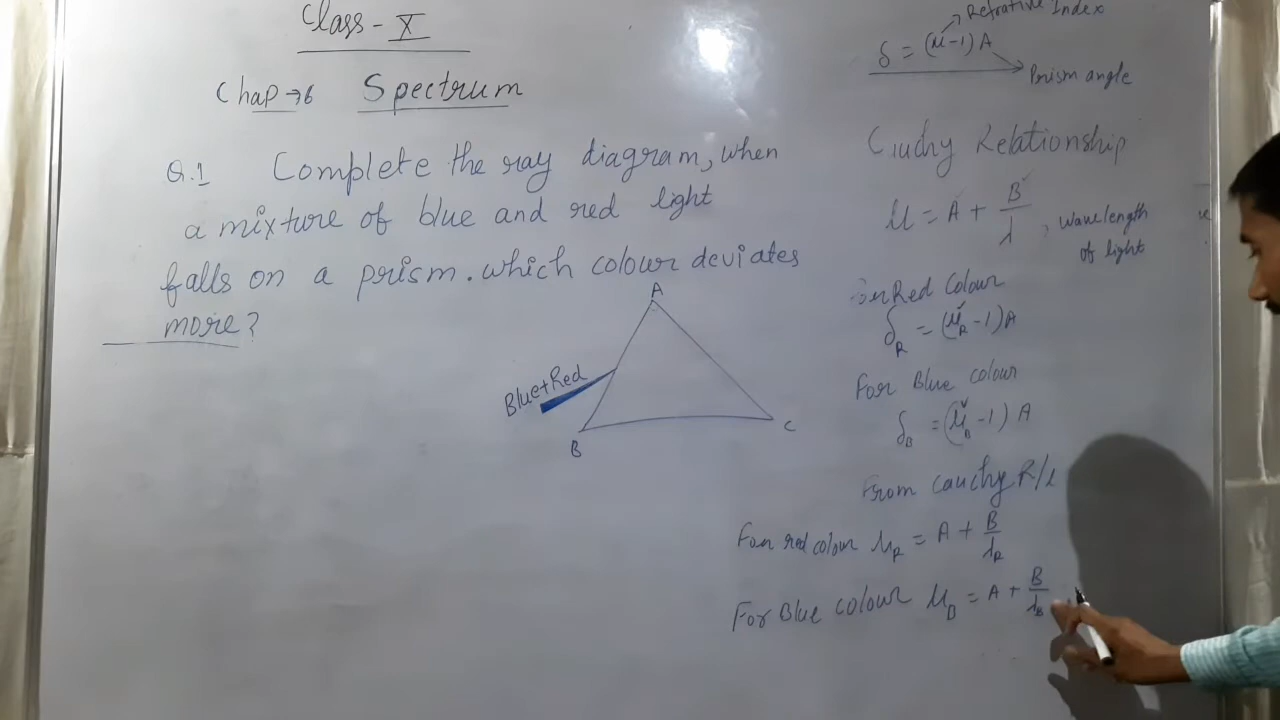 Class - X
Chap → 6 Spectrum
Q.1 Complete the ray diagram, when
a mixture of blue and red light
falls on a prism. which colour deviates
more?
A
Blue+Red
B
C
Refrative Index
δ = (μ-1) A
Prism angle
Cauchy Relationship
μ = A + B/λ, wavelength
of light
For Red Colour
δ_R = (μ_R - 1)A
For Blue colour
δ_B = (μ_B - 1) A
From Cauchy R/l
For red colour μ_R = A + B/λ_R
For Blue colour μ_B = A + B/λ_B